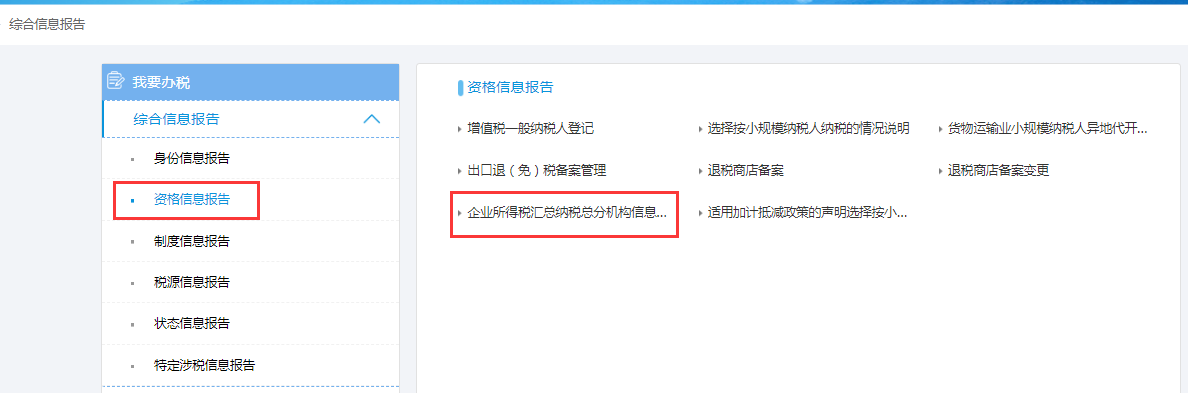 综合信息报告
我要办税
综合信息报告
身份信息报告
资格信息报告
制度信息报告
税源信息报告
状态信息报告
特定涉税信息报告
资格信息报告
增值税一般纳税人登记
选择按小规模纳税人纳税的情况说明
货物运输业小规模纳税人异地代开...
出口退（免）税备案管理
退税商店备案
退税商店备案变更
企业所得税汇总纳税总分机构信息...
适用加计抵减政策的声明选择按小...